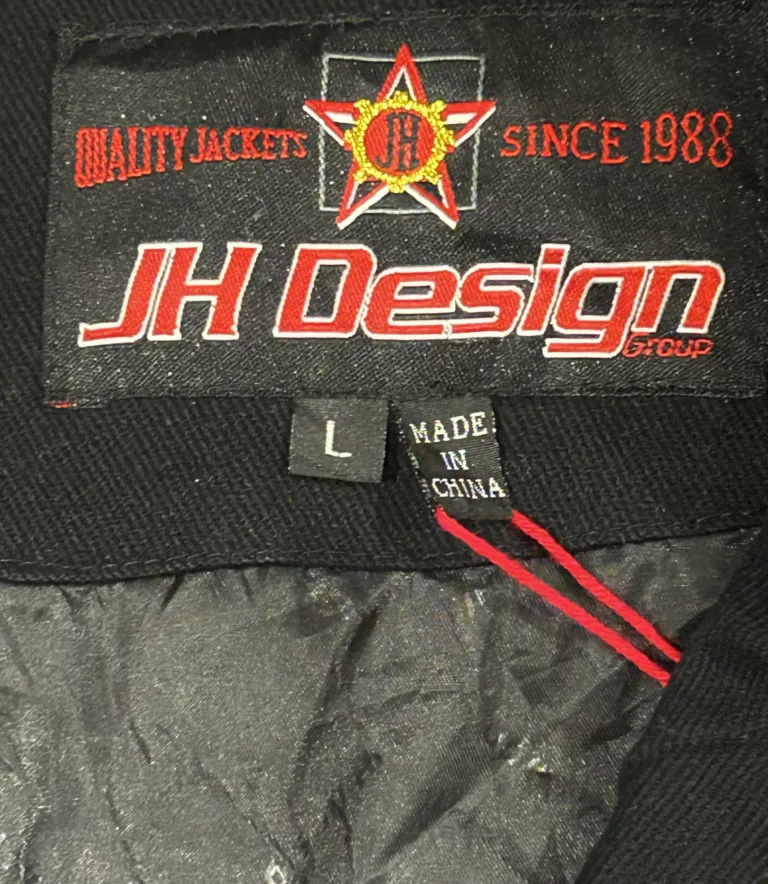 QUALITY JACKETS JH SINCE 1988
JH Design
Group
L
MADE
IN
CHINA